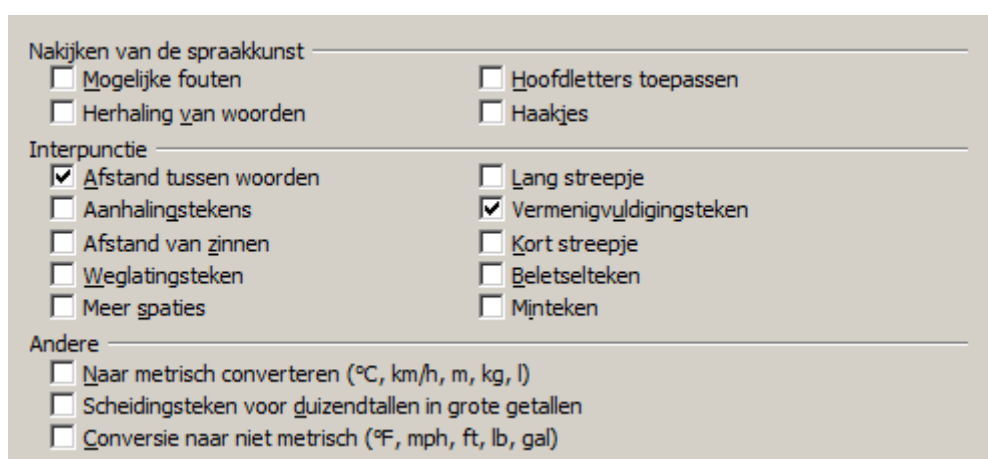 Nakijken van de spraakkunst
Mogelijke fouten Hoofdletters toepassen
Herhaling van woorden Haakjes
Interpunctie
Afstand tussen woorden Lang streepje
Aanhalingstekens Vermenigvuldigingsteken
Afstand van zinnen Kort streepje
Weglatingsteken Beletselteken
Meer spaties Minteken
Andere
Naar metrisch converteren (°C, km/h, m, kg, l)
Scheidingsteken voor duizendtallen in grote getallen
Conversie naar niet metrisch (°F, mph, ft, lb, gal)